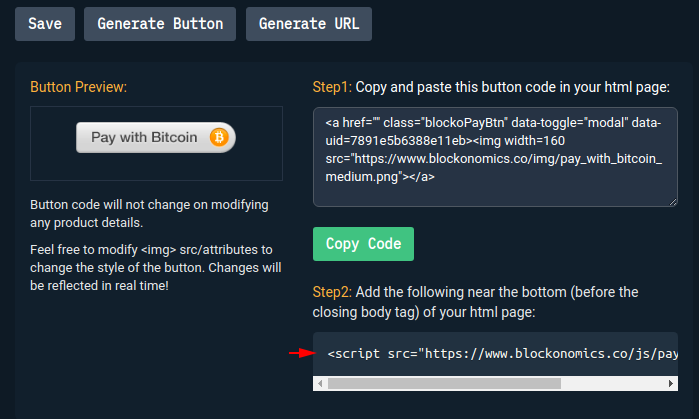 Save
Generate Button
Generate URL
Button Preview:
Pay with Bitcoin
Button code will not change on modifying
any product details.
Feel free to modify <img> src/attributes to
change the style of the button. Changes will
be reflected in real time!
Step1: Copy and paste this button code in your html page:
<a href="" class="blockoPayBtn" data-toggle="modal" data-
uid=7891e5b6388e11eb><img width=160
src="https://www.blockonomics.co/img/pay_with_bitcoin_
medium.png"></a>
Copy Code
Step2: Add the following near the bottom (before the
closing body tag) of your html page:
<script src="https://www.blockonomics.co/js/pay